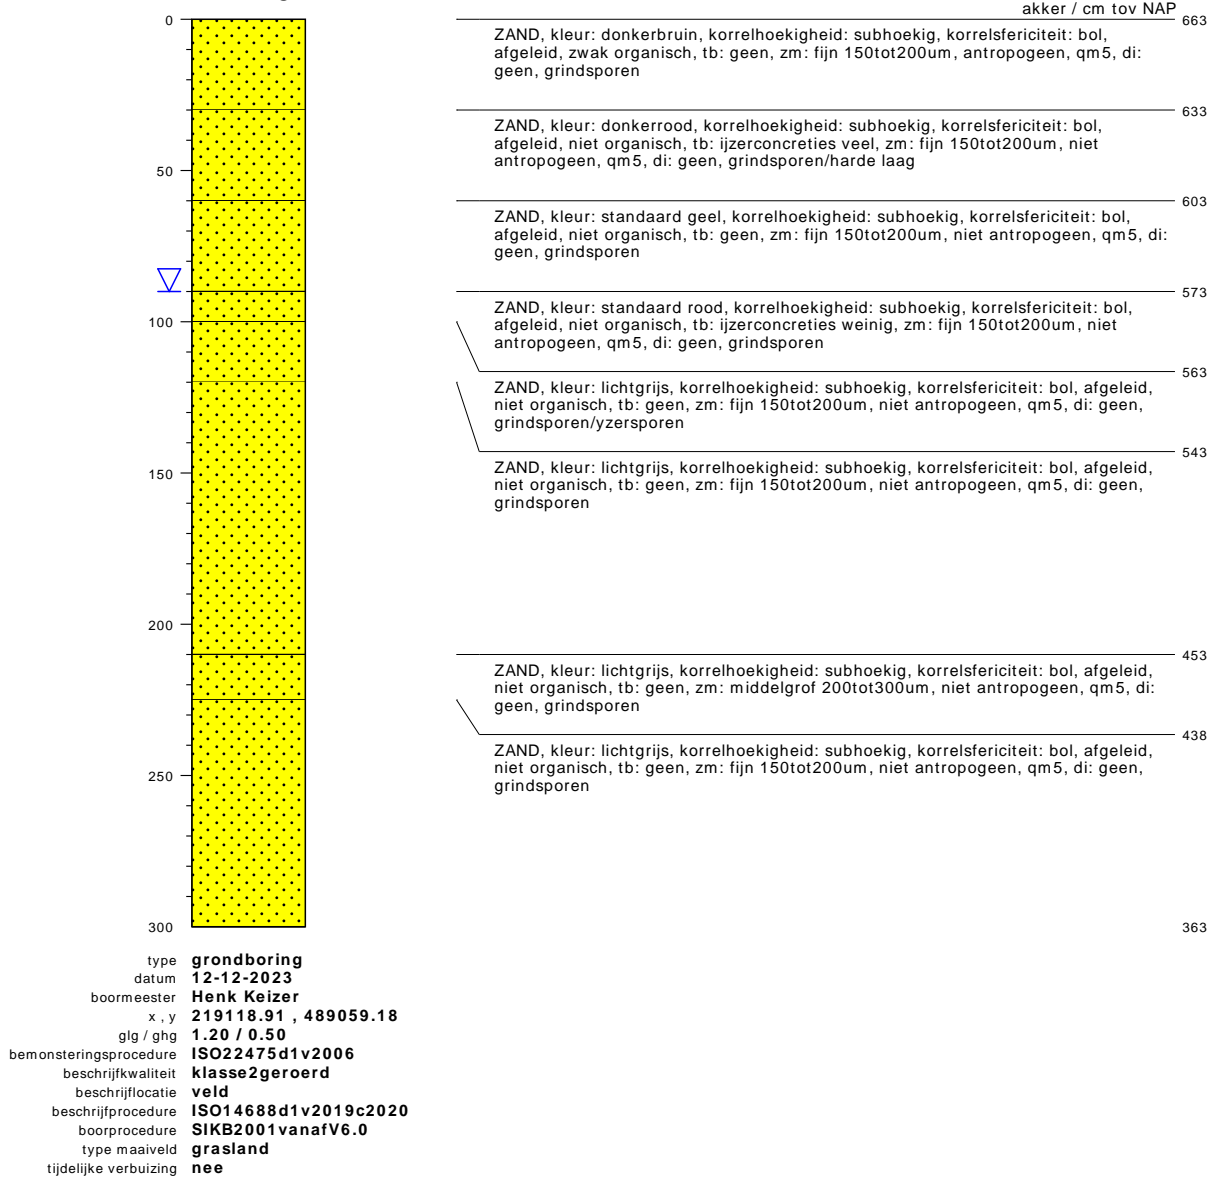 akker / cm tov NAP
0
663
ZAND, kleur: donkerbruin, korrelhoekigheid: subhoekig, korrelsfericiteit: bol,
afgeleid, zwak organisch, tb: geen, zm: fijn 150tot200um, antropogeen, qm5, di:
geen, grindsporen
633
ZAND, kleur: donkerrood, korrelhoekigheid: subhoekig, korrelsfericiteit: bol,
afgeleid, niet organisch, tb: ijzerconcreties veel, zm: fijn 150tot200um, niet
antropogeen, qm5, di: geen, grindsporen/harde laag
50
603
ZAND, kleur: standaard geel, korrelhoekigheid: subhoekig, korrelsfericiteit: bol,
afgeleid, niet organisch, tb: geen, zm: fijn 150tot200um, niet antropogeen, qm5, di:
geen, grindsporen
573
ZAND, kleur: standaard rood, korrelhoekigheid: subhoekig, korrelsfericiteit: bol,
afgeleid, niet organisch, tb: ijzerconcreties weinig, zm: fijn 150tot200um, niet
antropogeen, qm5, di: geen, grindsporen
100
563
ZAND, kleur: lichtgrijs, korrelhoekigheid: subhoekig, korrelsfericiteit: bol, afgeleid,
niet organisch, tb: geen, zm: fijn 150tot200um, niet antropogeen, qm5, di: geen,
grindsporen/yzersporen
543
ZAND, kleur: lichtgrijs, korrelhoekigheid: subhoekig, korrelsfericiteit: bol, afgeleid,
niet organisch, tb: geen, zm: fijn 150tot200um, niet antropogeen, qm5, di: geen,
grindsporen
150
200
453
ZAND, kleur: lichtgrijs, korrelhoekigheid: subhoekig, korrelsfericiteit: bol, afgeleid,
niet organisch, tb: geen, zm: middelgrof 200tot300um, niet antropogeen, qm5, di:
geen, grindsporen
438
ZAND, kleur: lichtgrijs, korrelhoekigheid: subhoekig, korrelsfericiteit: bol, afgeleid,
niet organisch, tb: geen, zm: fijn 150tot200um, niet antropogeen, qm5, di: geen,
grindsporen
250
300
363
type grondboring
datum 12-12-2023
boormeester Henk Keizer
x , y 219118.91 , 489059.18
glg / ghg 1.20 / 0.50
bemonsteringsprocedure ISO22475d1v2006
beschrijfkwaliteit klasse2geroerd
beschrijflocatie veld
beschrijfprocedure ISO14688d1v2019c2020
boorprocedure SIKB2001vanafV6.0
type maaiveld grasland
tijdelijke verbuizing nee